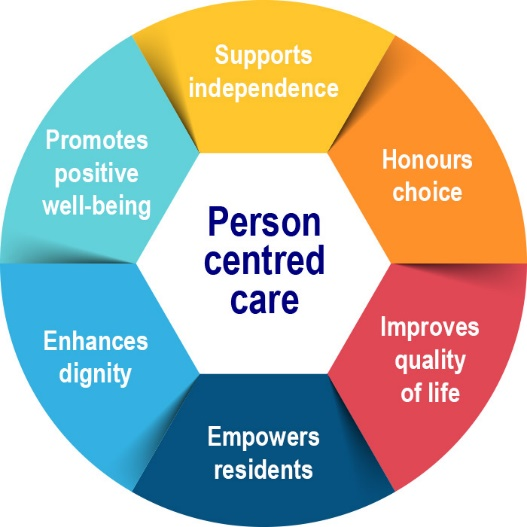 Supports
independence
Honours
choice
Improves
quality
of life
Empowers
residents
Enhances
dignity
Promotes
positive
well-being
Person
centred
care